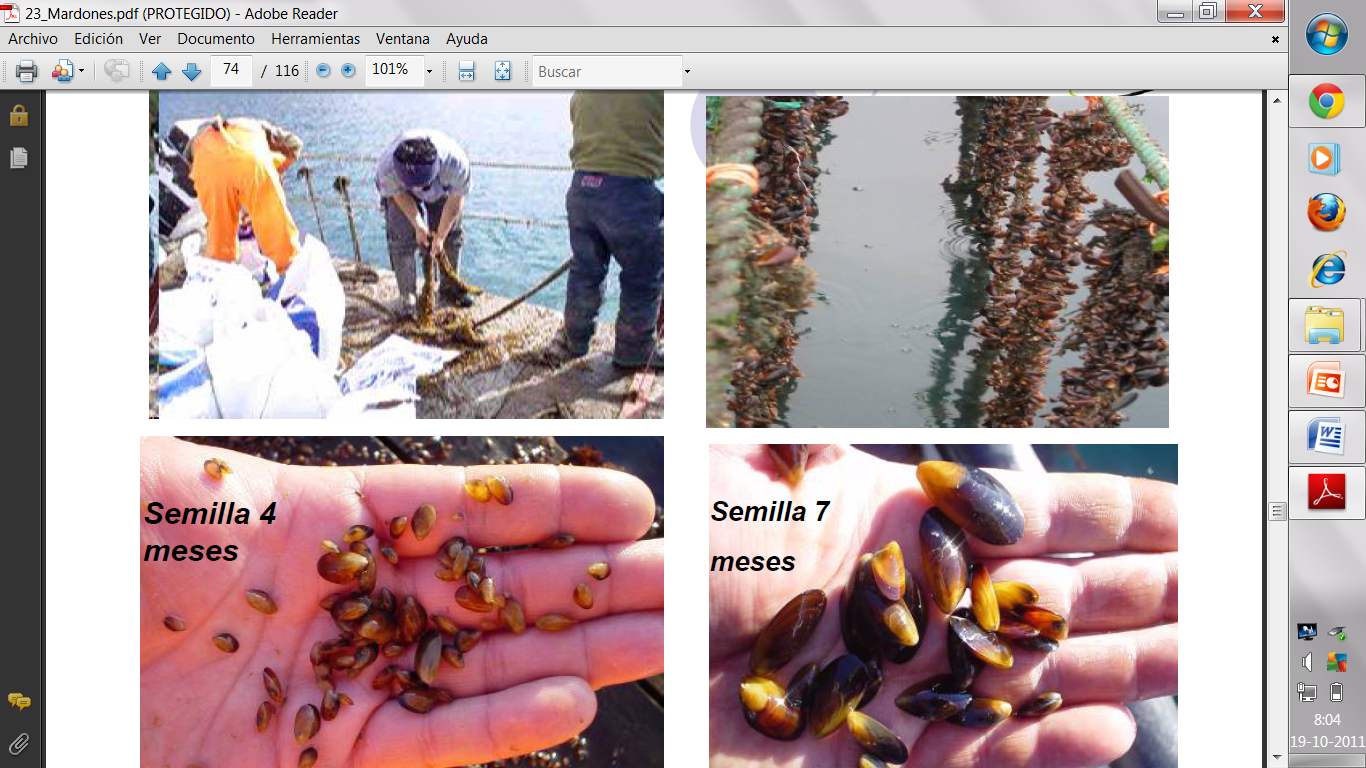 23_Mardones.pdf (PROTEGIDO) - Adobe Reader
Archivo Edición Ver Documento Herramientas Ventana Ayuda
74 / 116 101% Buscar
Semilla 4
meses
Semilla 7
meses
8:04
19-10-2011